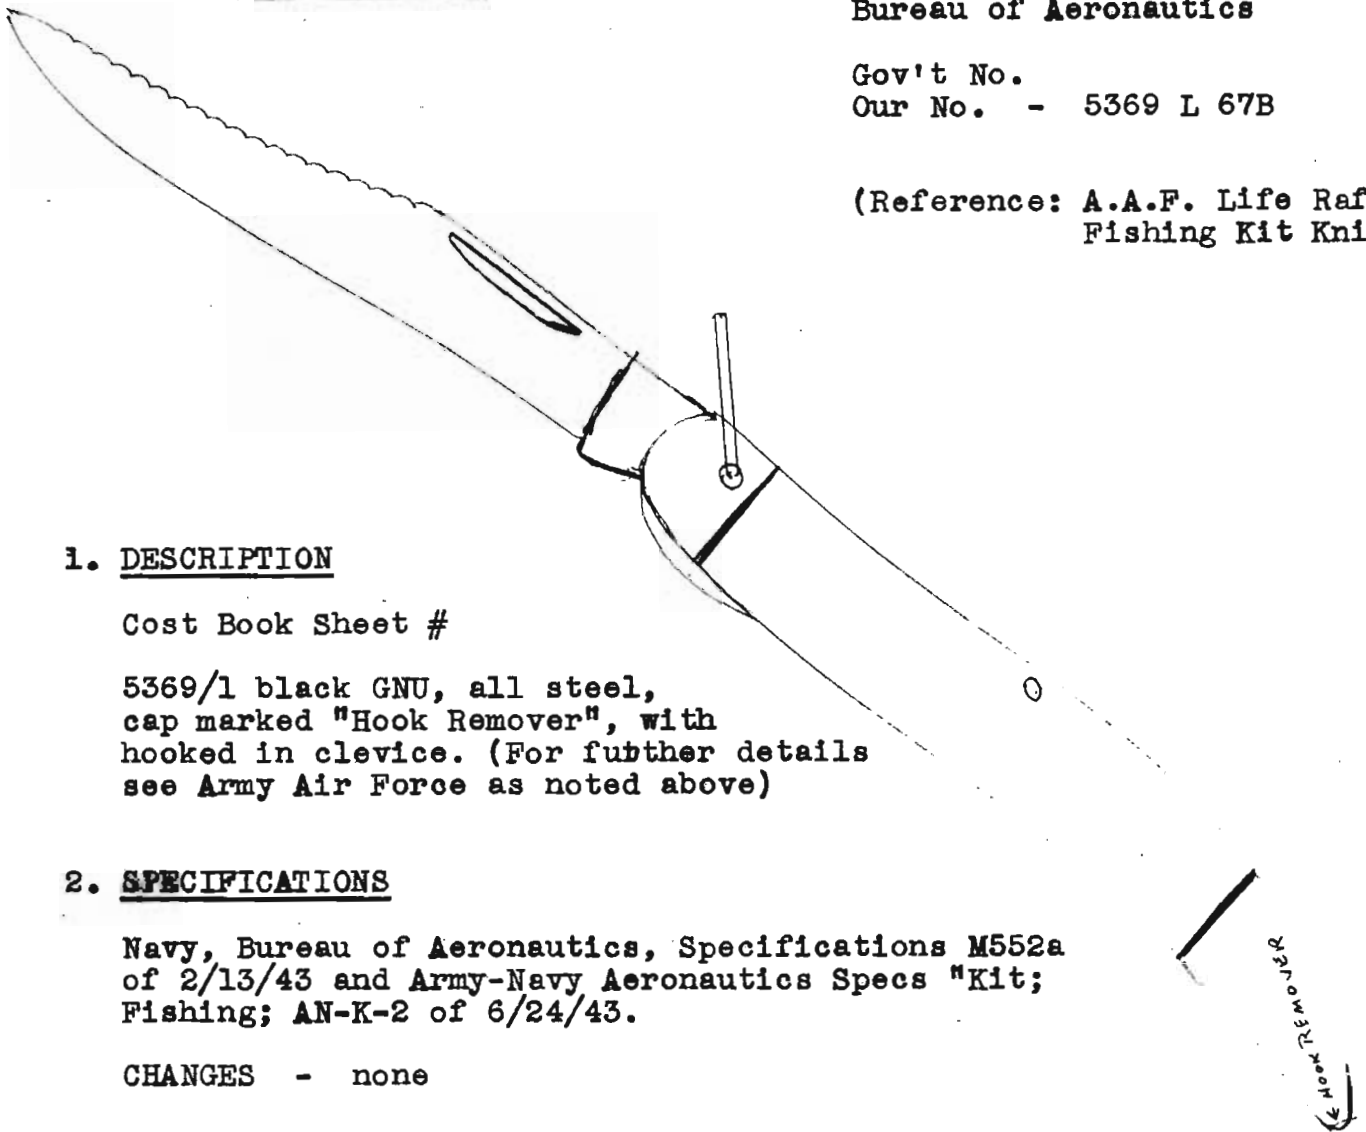 Bureau of Aeronautics
Gov't No.
Our No. - 5369 L 67B
(Reference: A.A.F. Life Raf
Fishing Kit Kni
1. DESCRIPTION
Cost Book Sheet #
5369/1 black GNU, all steel,
cap marked "Hook Remover", with
hooked in clevice. (For futther details
see Army Air Force as noted above)
2. SPECIFICATIONS
Navy, Bureau of Aeronautics, Specifications M552a
of 2/13/43 and Army-Navy Aeronautics Specs "Kit;
Fishing; AN-K-2 of 6/24/43.
CHANGES - none
HOOK REMOVER